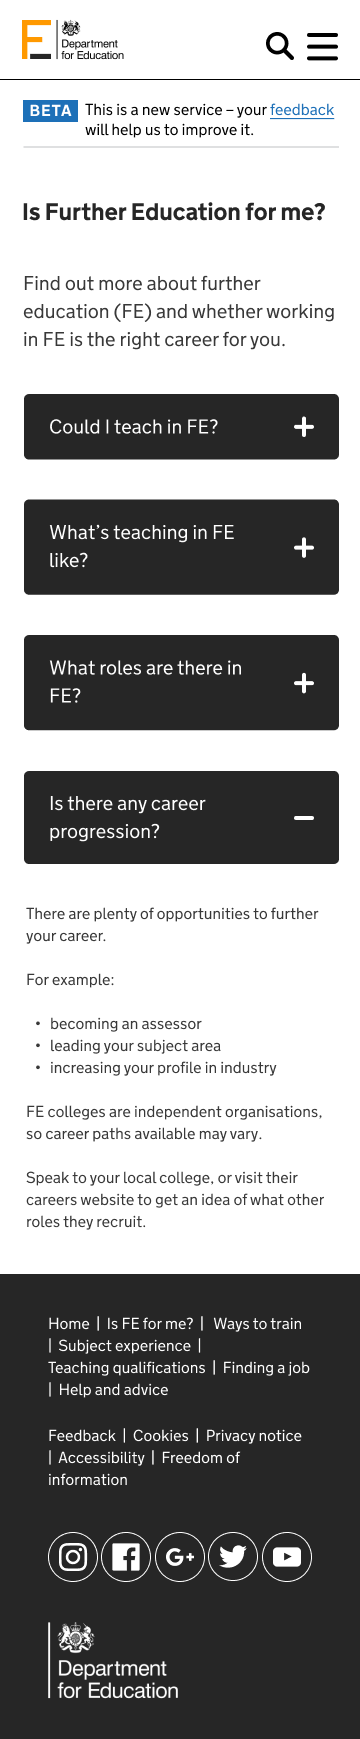 Department
for Education
BETA This is a new service – your feedback
will help us to improve it.
Is Further Education for me?
Find out more about further
education (FE) and whether working
in FE is the right career for you.
Could I teach in FE?
What's teaching in FE
like?
What roles are there in
FE?
Is there any career
progression?
There are plenty of opportunities to further
your career.
For example:
• becoming an assessor
• leading your subject area
• increasing your profile in industry
FE colleges are independent organisations,
so career paths available may vary.
Speak to your local college, or visit their
careers website to get an idea of what other
roles they recruit.
Home | Is FE for me? | Ways to train
| Subject experience |
Teaching qualifications | Finding a job
| Help and advice
Feedback | Cookies | Privacy notice
| Accessibility | Freedom of
information
G+
Department
for Education